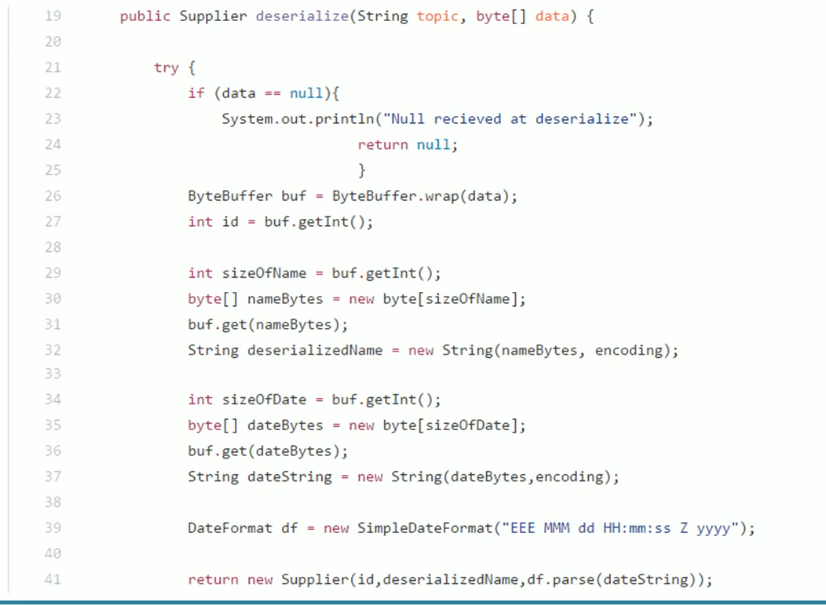 19 public Supplier deserialize(String topic, byte[] data) {
20
21 try {
22 if (data == null){
23 System.out.println("Null recieved at deserialize");
24 return null;
25 }
26 ByteBuffer buf = ByteBuffer.wrap(data);
27 int id = buf.getInt();
28
29 int sizeOfName = buf.getInt();
30 byte[] nameBytes = new byte[sizeOfName];
31 buf.get(nameBytes);
32 String deserializedName = new String(nameBytes, encoding);
33
34 int sizeOfDate = buf.getInt();
35 byte[] dateBytes = new byte[sizeOfDate];
36 buf.get(dateBytes);
37 String dateString = new String(dateBytes,encoding);
38
39 DateFormat df = new SimpleDateFormat("EEE MMM dd HH:mm:ss Z yyyy");
40
41 return new Supplier(id,deserializedName,df.parse(dateString));